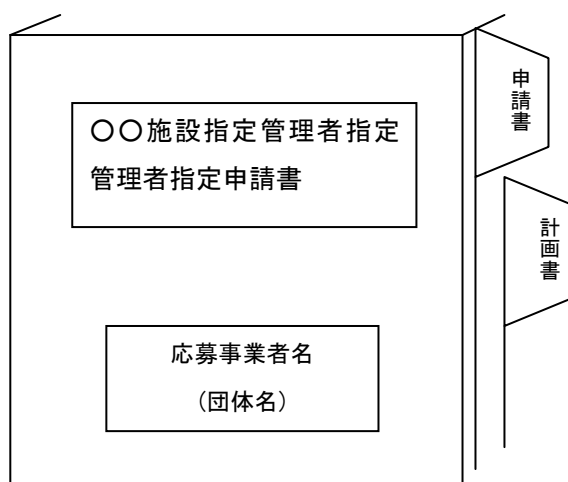 〇〇施設指定管理者指定
管理者指定申請書
応募事業者名
(団体名)
申請書
計画書